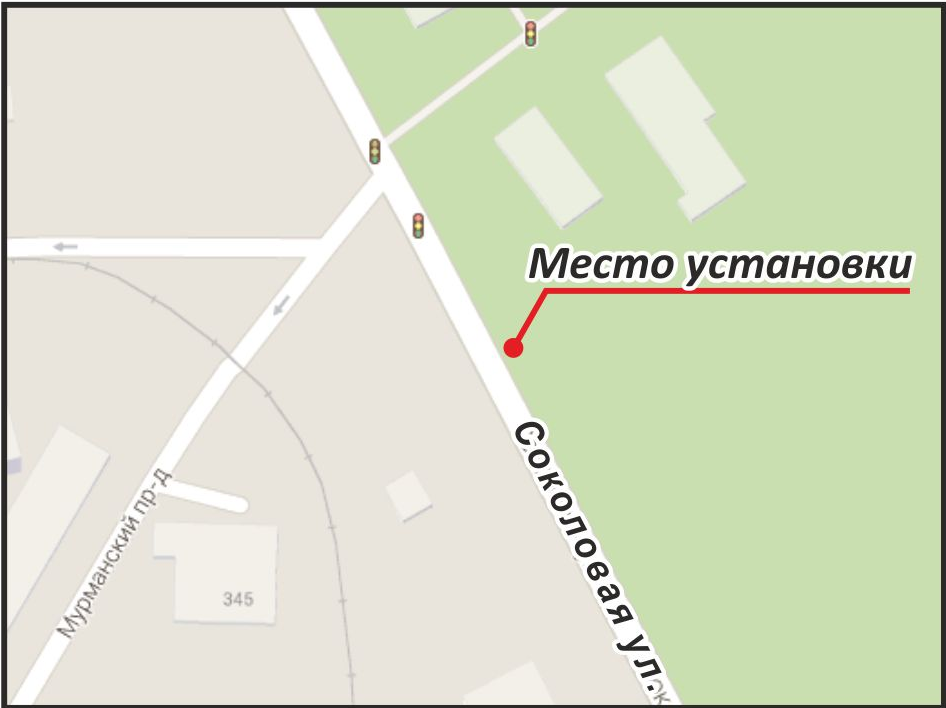 Место установки
Соколовая ул.
Мурманский пр-д
345